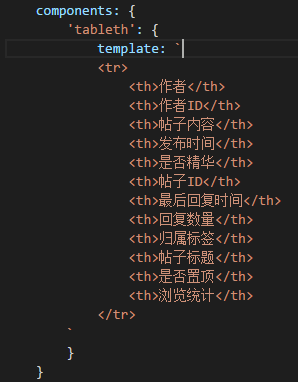 components: {
'tableth': {
template: `
<tr>
<th>作者</th>
<th>作者ID</th>
<th>帖子内容</th>
<th>发布时间</th>
<th>是否精华</th>
<th>帖子ID</th>
<th>最后回复时间</th>
<th>回复数量</th>
<th>归属标签</th>
<th>帖子标题</th>
<th>是否置顶</th>
<th>浏览统计</th>
</tr>
`
}
}